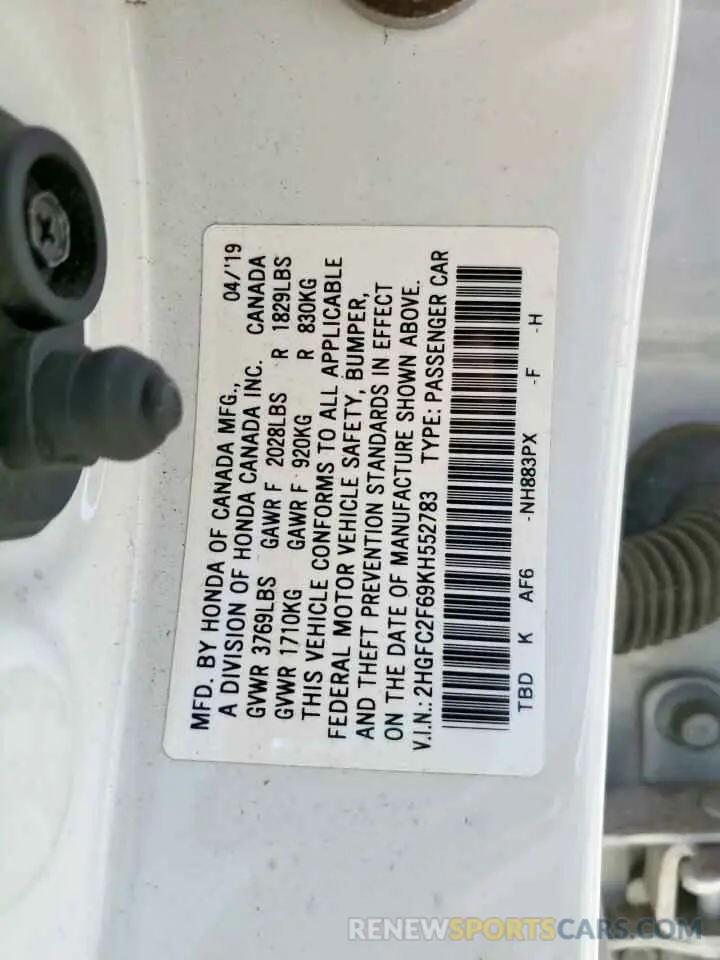 MFD. BY HONDA OF CANADA MFG., 04/'19
A DIVISION OF HONDA CANADA INC. CANADA
GVWR 3769LBS GAWR F 2028LBS R 1829LBS
GVWR 1710KG GAWR F 920KG R 830KG
THIS VEHICLE CONFORMS TO ALL APPLICABLE
FEDERAL MOTOR VEHICLE SAFETY, BUMPER,
AND THEFT PREVENTION STANDARDS IN EFFECT
ON THE DATE OF MANUFACTURE SHOWN ABOVE.
V.I.N.: 2HGFC2F69KH552783 TYPE: PASSENGER CAR
TBD K AF6 -NH883PX -F -H
RENEWSPORTSCARS.COM